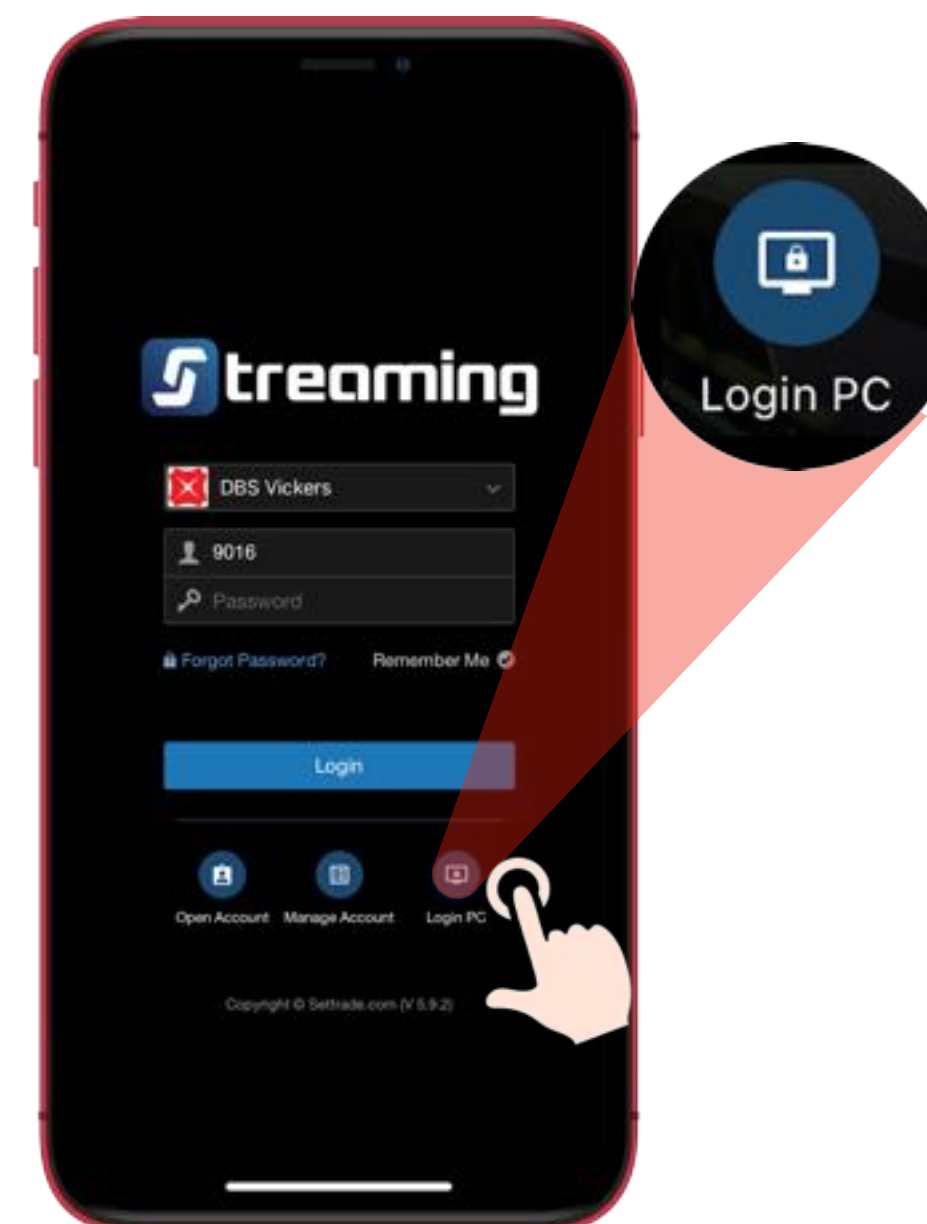 Streaming
DBS Vickers
9016
Password
Forgot Password?
Remember Me
Login
Open Account
Manage Account
Login PC
Copyright © Settrade.com (V 5.9.2)
Login PC